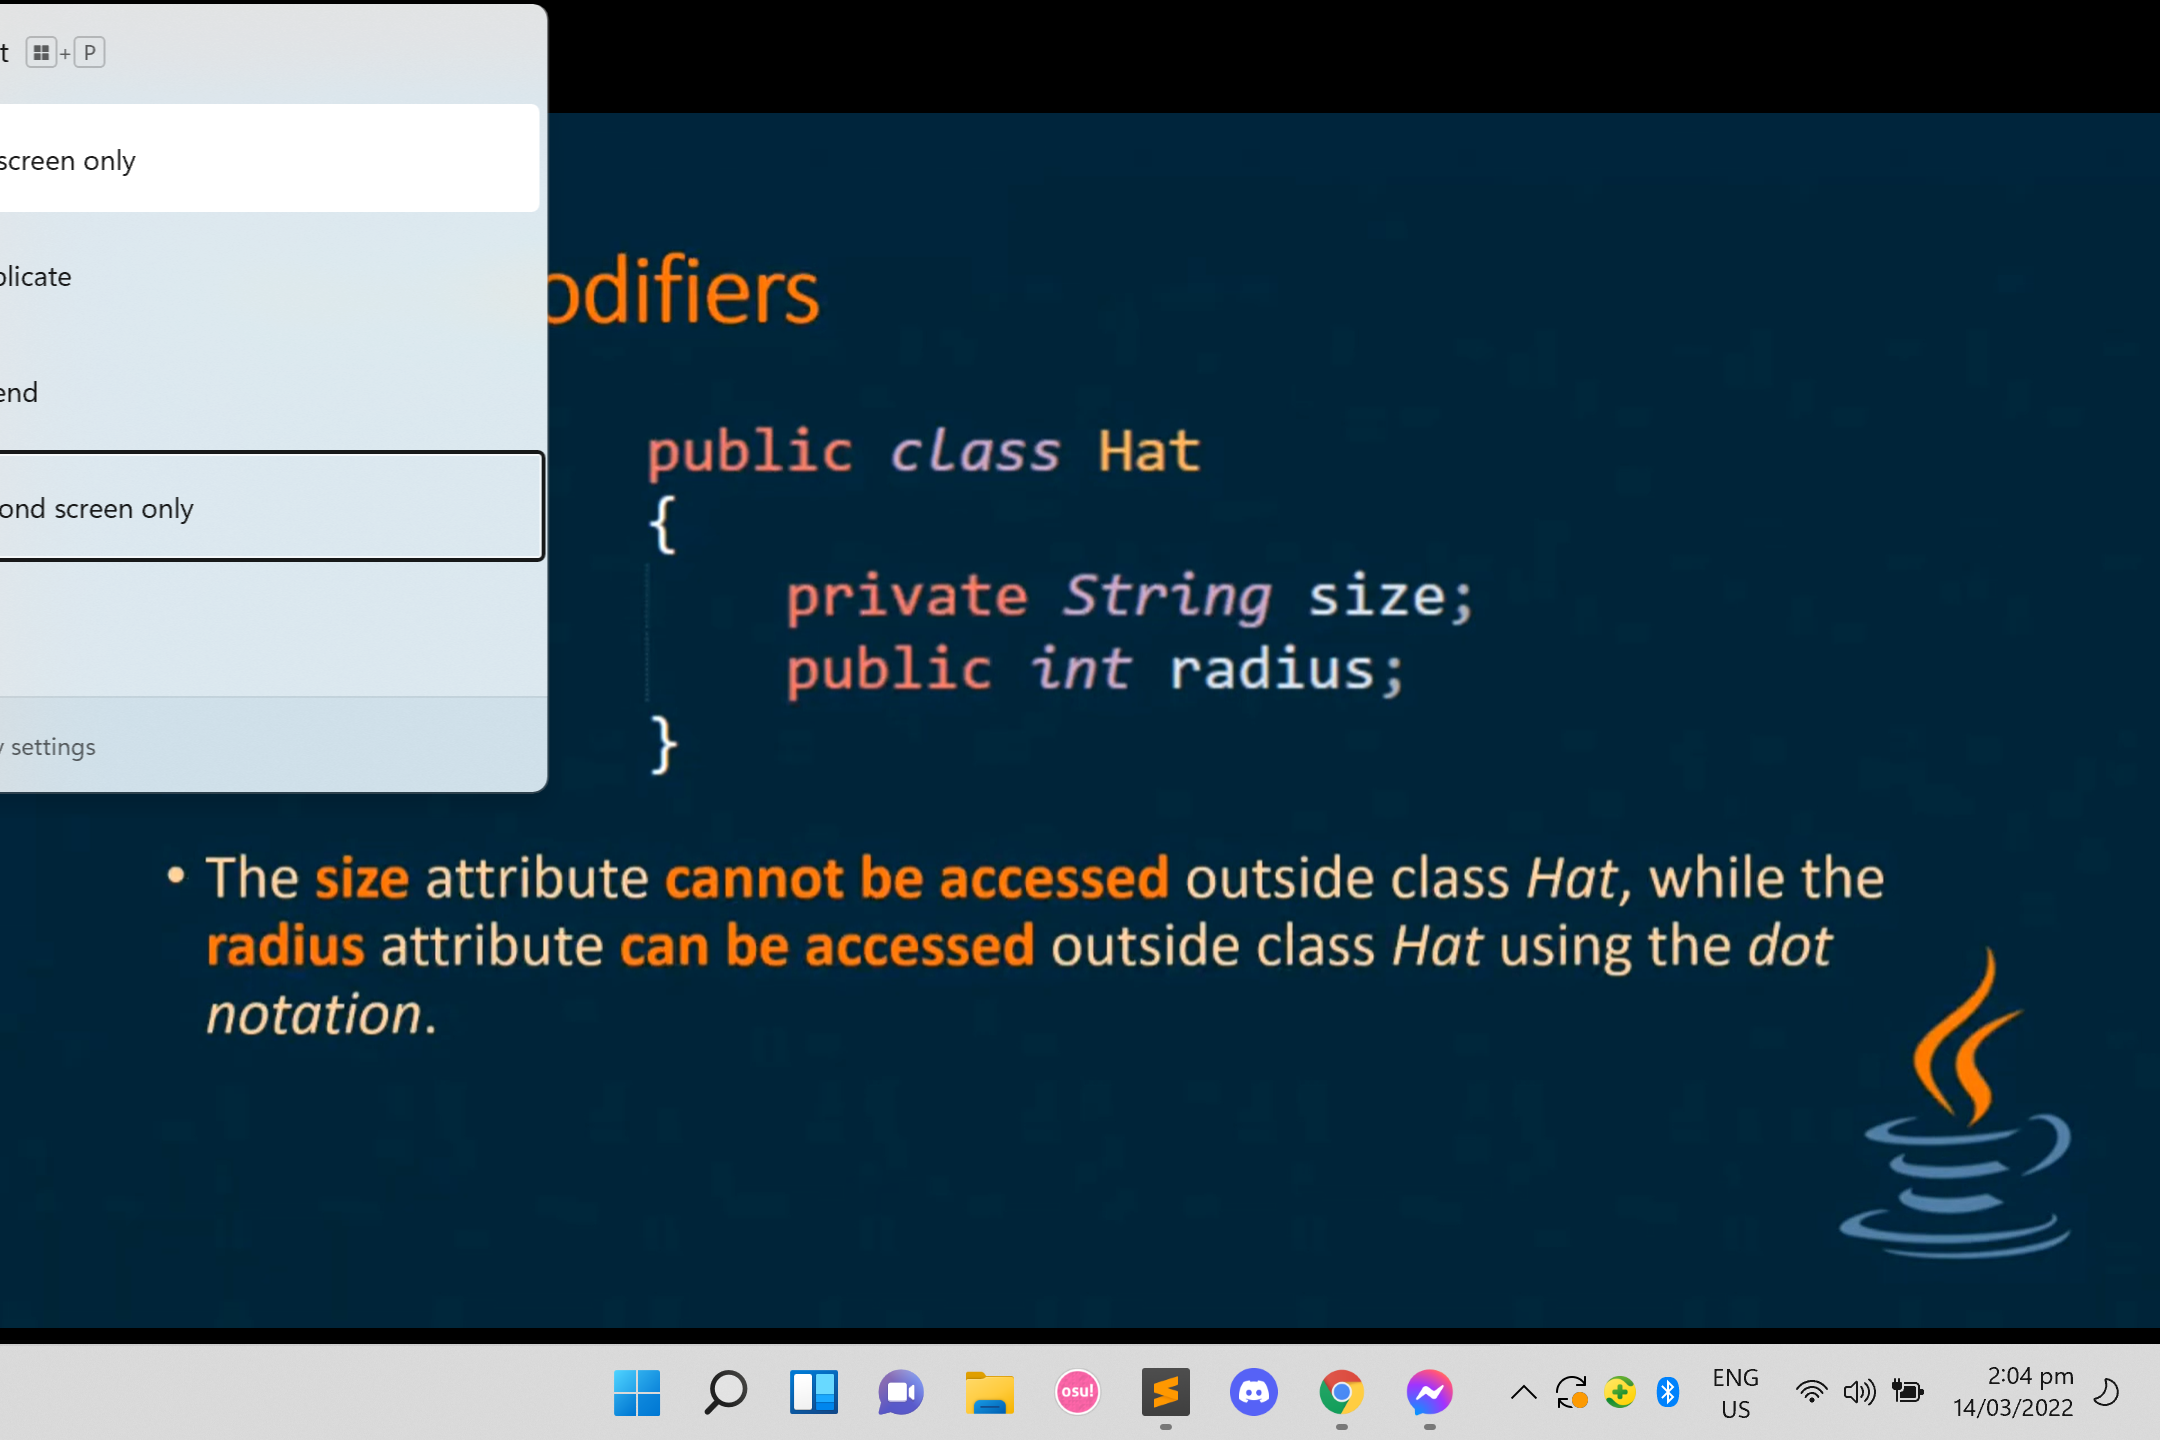 t + P
screen only
plicate
end
ond screen only
y settings
odifiers
public class Hat
{
private String size;
public int radius;
}
• The size attribute cannot be accessed outside class Hat, while the
radius attribute can be accessed outside class Hat using the dot
notation.
osu!
ENG
US
2:04 pm
14/03/2022